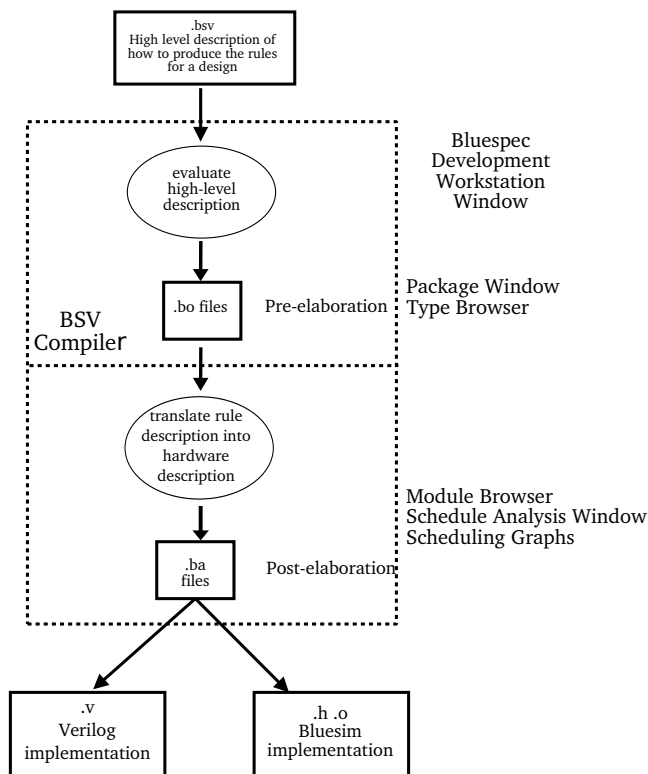 .bsv
High level description of
how to produce the rules
for a design
Bluespec
Development
Workstation
Window
evaluate
high-level
description
.bo files
Pre-elaboration
Package Window
Type Browser
BSV
Compiler
translate rule
description into
hardware
description
Module Browser
Schedule Analysis Window
Scheduling Graphs
.ba
files
Post-elaboration
.v
Verilog
implementation
.h .o
Bluesim
implementation